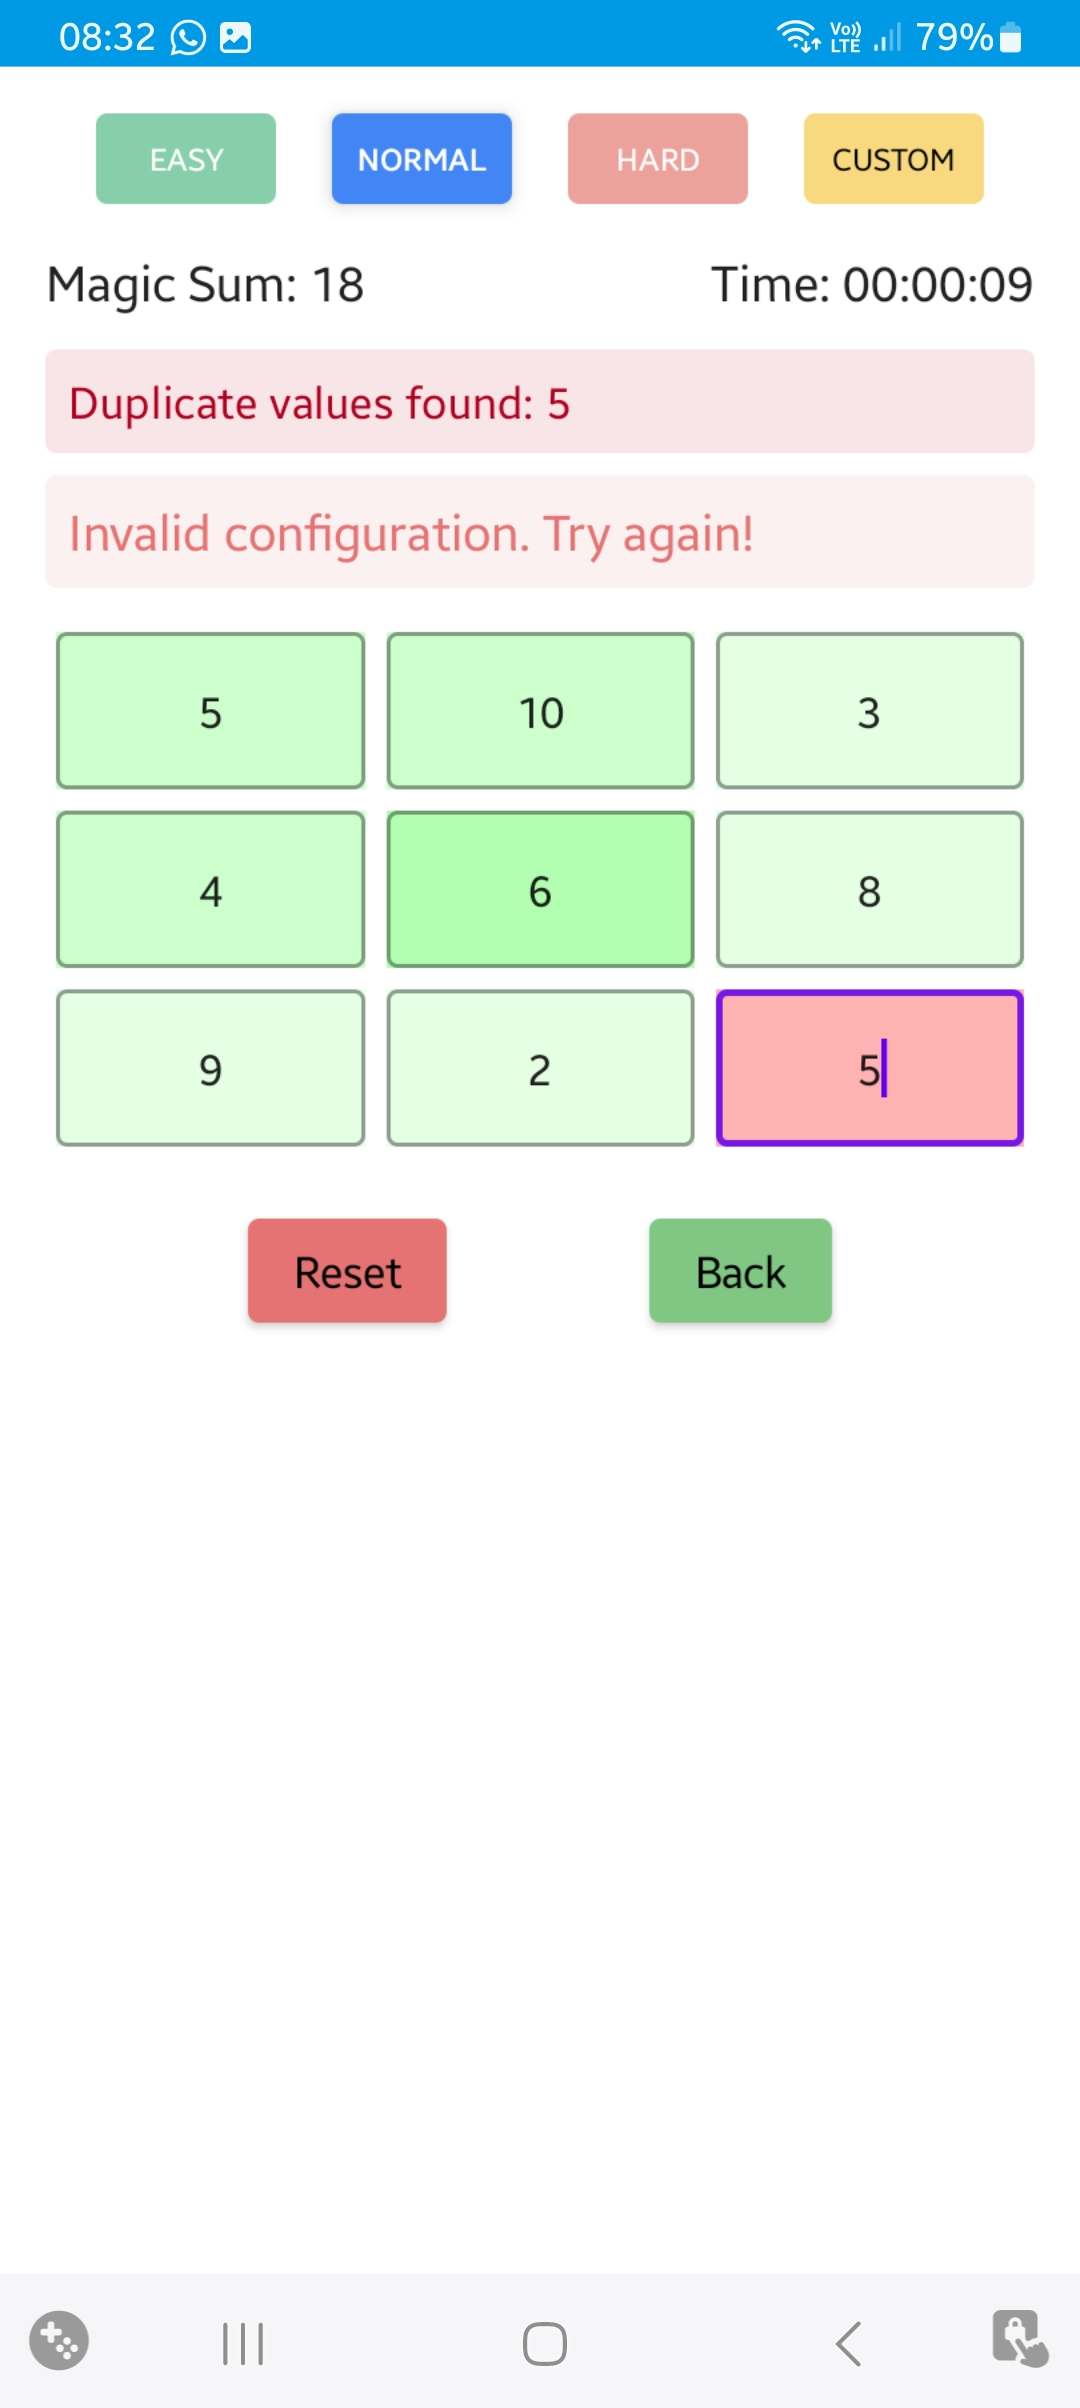 08:32 Vo)) LTE 79%
EASY NORMAL HARD CUSTOM
Magic Sum: 18 Time: 00:00:09
Duplicate values found: 5
Invalid configuration. Try again!
5 10 3
4 6 8
9 2 5
Reset Back